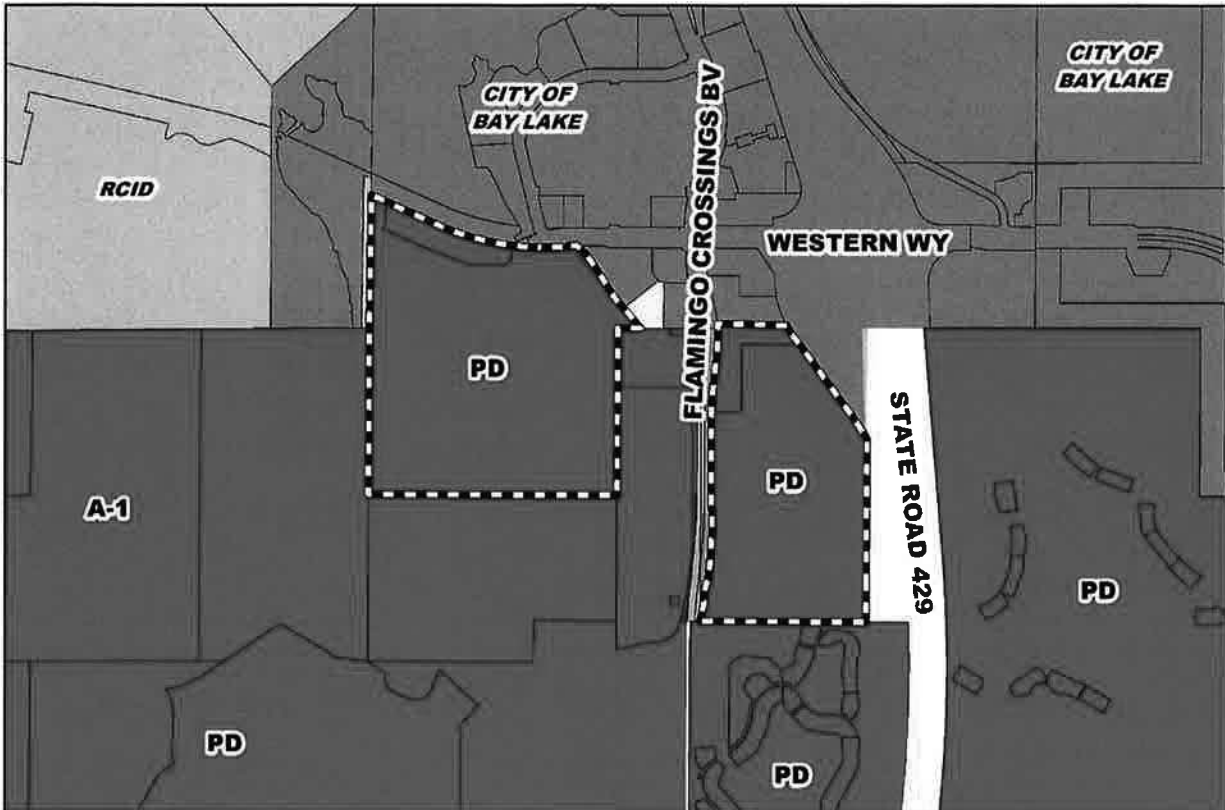 CITY OF
BAY LAKE
CITY OF
BAY LAKE
RCID
FLAMINGO CROSSINGS BV
WESTERN WY
PD
STATE ROAD 429
A-1
PD
PD
PD
PD